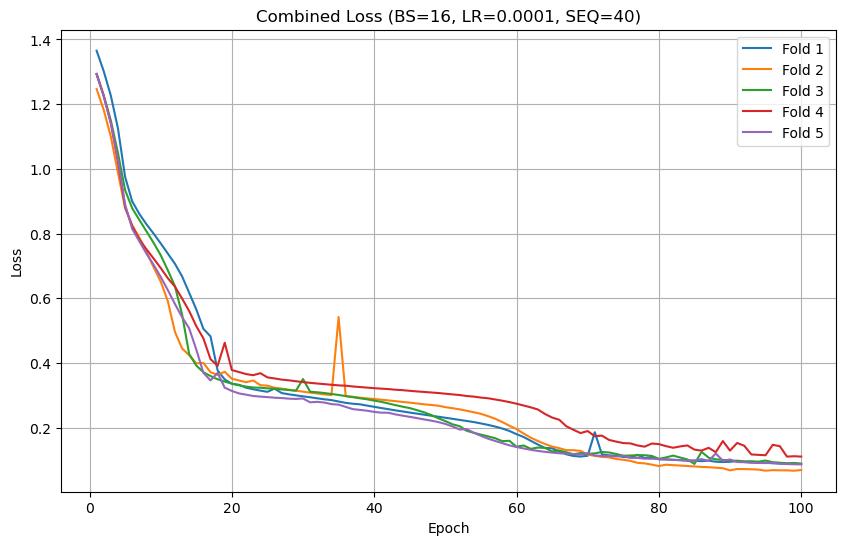 Combined Loss (BS=16, LR=0.0001, SEQ=40)
1.4
1.2
1.0
0.8
0.6
0.4
0.2
Loss
Fold 1
Fold 2
Fold 3
Fold 4
Fold 5
0 20 40 60 80 100
Epoch